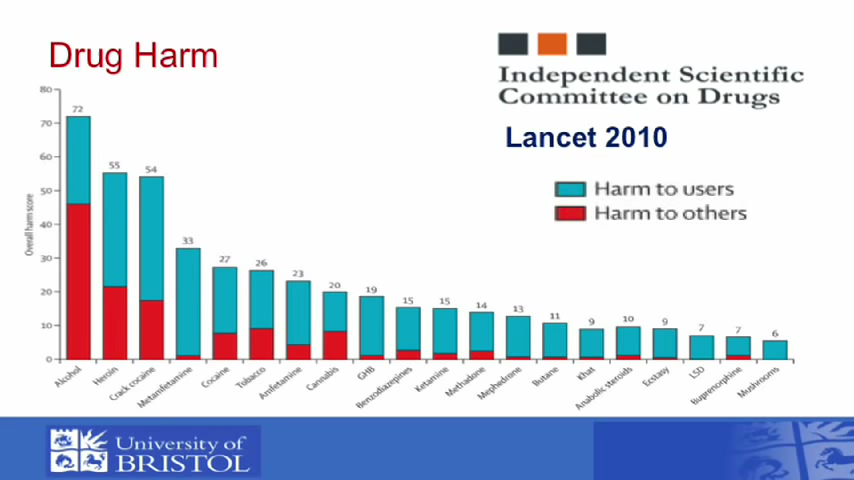 Drug Harm
Independent Scientific
Committee on Drugs
Lancet 2010
Harm to users
Harm to others
Overall harm score
80
70
60
50
40
30
20
10
0
72
55
54
33
27
26
23
20
19
15
15
14
13
11
9
10
9
7
7
6
Alcohol
Heroin
Crack cocaine
Metamfetamine
Cocaine
Tobacco
Amfetamine
Cannabis
GHB
Benzodiazepines
Ketamine
Methadone
Mephedrone
Butane
Khat
Anabolic steroids
Ecstasy
LSD
Buprenorphine
Mushrooms
University of
BRISTOL